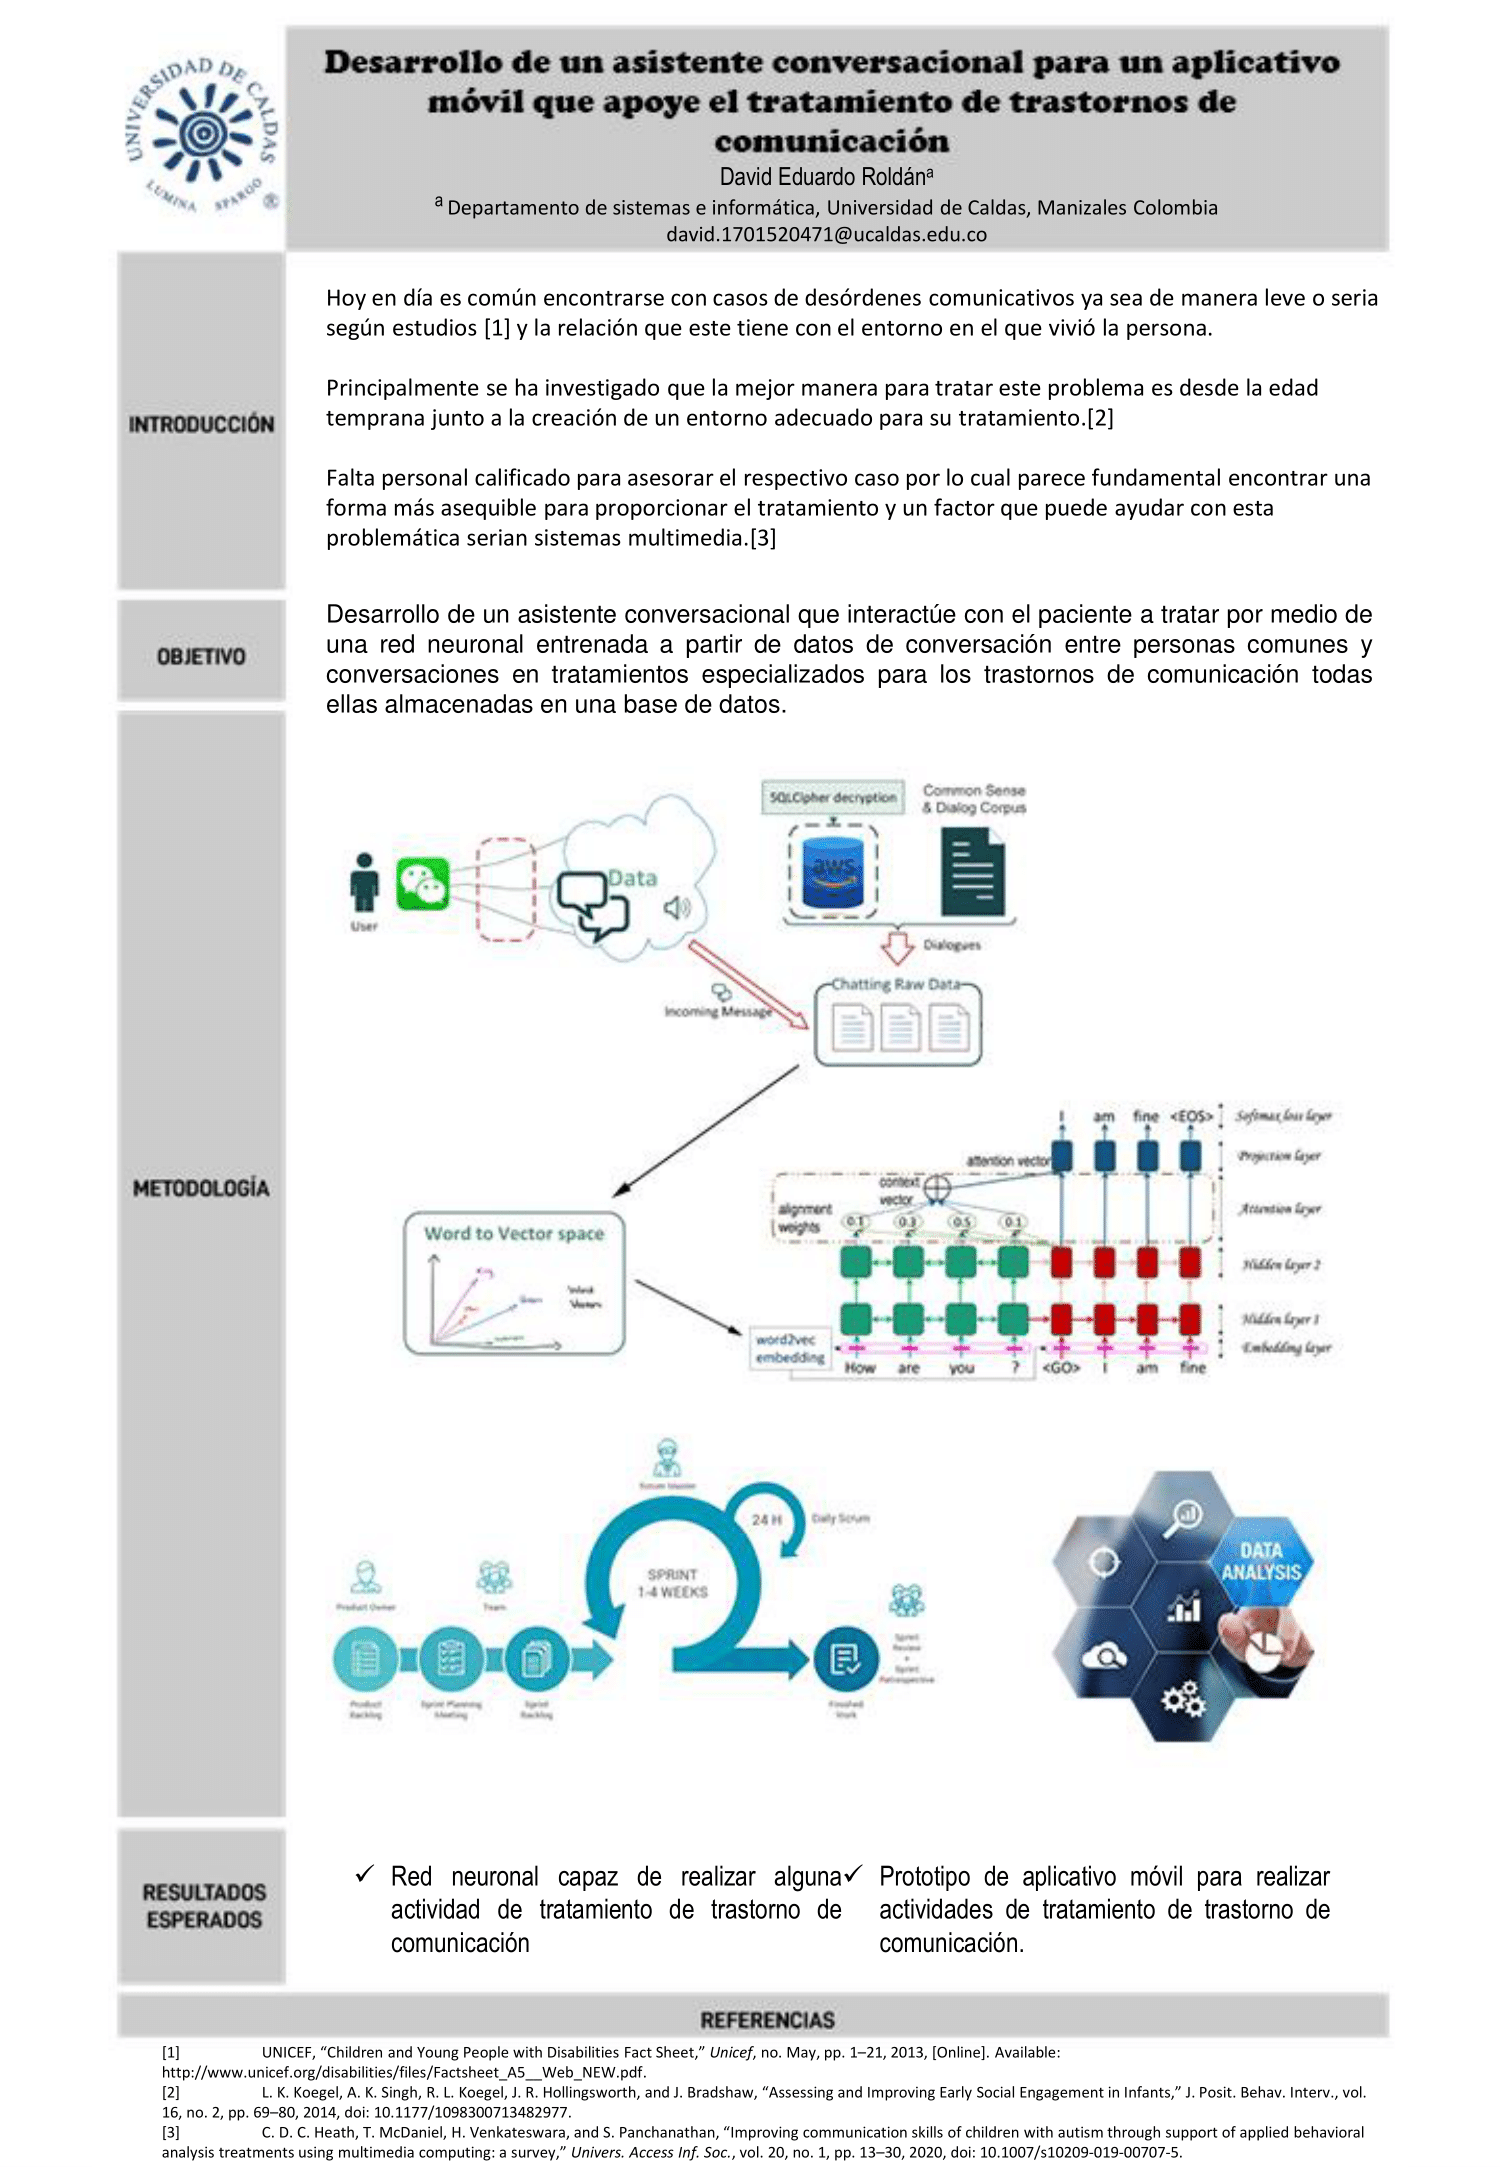 UNIVERSIDAD DE CALDAS
LUMINA SPARGO
®
Desarrollo de un asistente conversacional para un aplicativo
móvil que apoye el tratamiento de trastornos de
comunicación
David Eduardo Roldánª
ª Departamento de sistemas e informática, Universidad de Caldas, Manizales Colombia
david.1701520471@ucaldas.edu.co
INTRODUCCIÓN
Hoy en día es común encontrarse con casos de desórdenes comunicativos ya sea de manera leve o seria
según estudios [1] y la relación que este tiene con el entorno en el que vivió la persona.
Principalmente se ha investigado que la mejor manera para tratar este problema es desde la edad
temprana junto a la creación de un entorno adecuado para su tratamiento.[2]
Falta personal calificado para asesorar el respectivo caso por lo cual parece fundamental encontrar una
forma más asequible para proporcionar el tratamiento y un factor que puede ayudar con esta
problemática serian sistemas multimedia.[3]
OBJETIVO
Desarrollo de un asistente conversacional que interactúe con el paciente a tratar por medio de
una red neuronal entrenada a partir de datos de conversación entre personas comunes y
conversaciones en tratamientos especializados para los trastornos de comunicación todas
ellas almacenadas en una base de datos.
METODOLOGÍA
User
Data
Incoming Message
SQLCipher decryption
aws
Common Sense
& Dialog Corpus
Dialogues
Chatting Raw Data
Word to Vector space
I am fine <EOS>
Softmax loss layer
attention vector
Projection layer
context
vector
alignment
weights
Attention layer
0.1 0.3 0.5 0.1
Hidden layer 2
Hidden layer 1
word2vec
embedding
Embedding layer
How are you ? <GO> I am fine
Scrum Master
24 H
Daily Scrum
SPRINT
1-4 WEEKS
Product Owner
Team
Product
Backlog
Sprint Planning
Meeting
Sprint
Backlog
Finished
Work
Sprint
Review
+
Sprint
Retrospective
DATA
ANALYSIS
RESULTADOS
ESPERADOS
✓ Red neuronal capaz de realizar alguna
actividad de tratamiento de trastorno de
comunicación
✓ Prototipo de aplicativo móvil para realizar
actividades de tratamiento de trastorno de
comunicación.
REFERENCIAS
[1] UNICEF, “Children and Young People with Disabilities Fact Sheet,” Unicef, no. May, pp. 1–21, 2013, [Online]. Available:
http://www.unicef.org/disabilities/files/Factsheet_A5__Web_NEW.pdf.
[2] L. K. Koegel, A. K. Singh, R. L. Koegel, J. R. Hollingsworth, and J. Bradshaw, “Assessing and Improving Early Social Engagement in Infants,” J. Posit. Behav. Interv., vol.
16, no. 2, pp. 69–80, 2014, doi: 10.1177/1098300713482977.
[3] C. D. C. Heath, T. McDaniel, H. Venkateswara, and S. Panchanathan, “Improving communication skills of children with autism through support of applied behavioral
analysis treatments using multimedia computing: a survey,” Univers. Access Inf. Soc., vol. 20, no. 1, pp. 13–30, 2020, doi: 10.1007/s10209-019-00707-5.